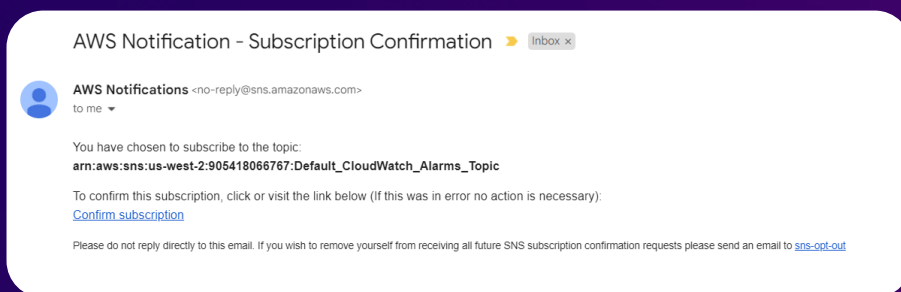 AWS Notification - Subscription Confirmation Inbox ×
AWS Notifications <no-reply@sns.amazonaws.com>
to me
You have chosen to subscribe to the topic:
arn:aws:sns:us-west-2:905418066767:Default_CloudWatch_Alarms_Topic
To confirm this subscription, click or visit the link below (If this was in error no action is necessary):
Confirm subscription
Please do not reply directly to this email. If you wish to remove yourself from receiving all future SNS subscription confirmation requests please send an email to sns-opt-out